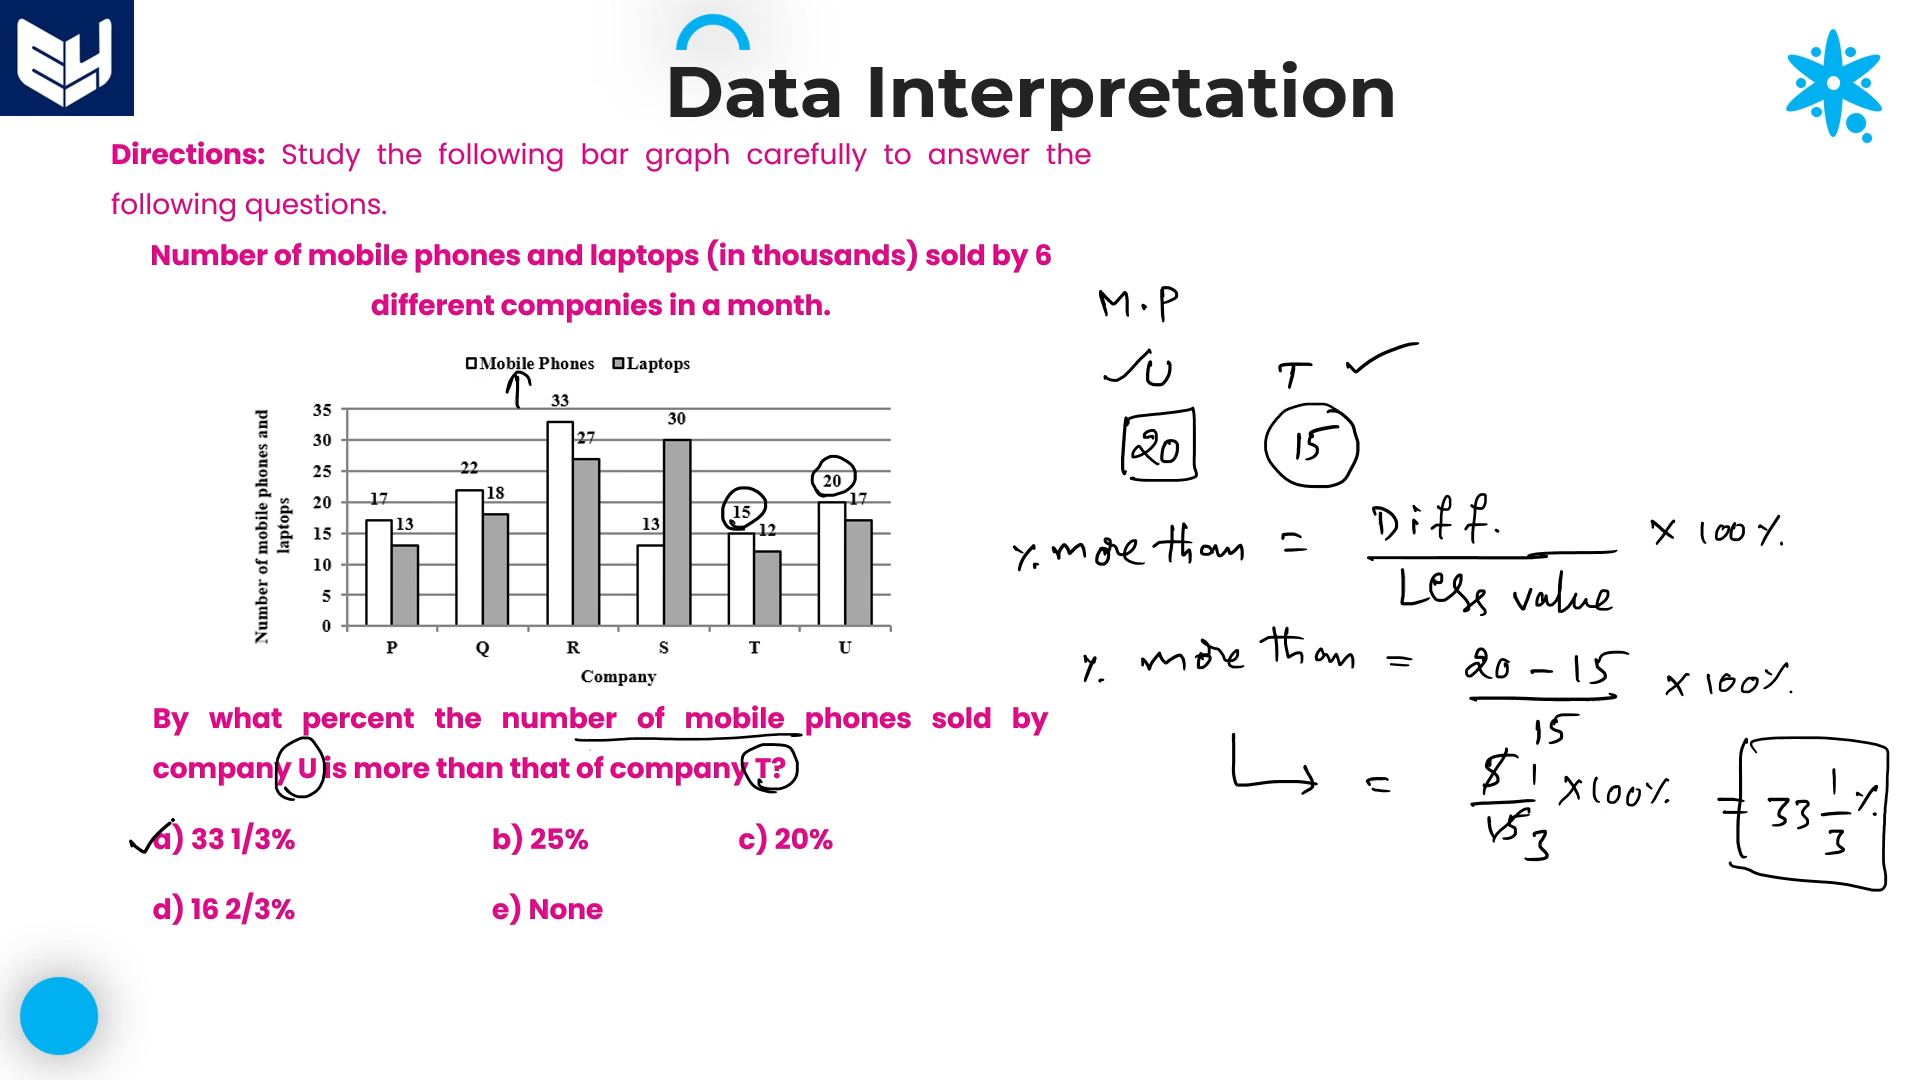 Data Interpretation
Directions: Study the following bar graph carefully to answer the
following questions.
Number of mobile phones and laptops (in thousands) sold by 6
different companies in a month.
Mobile Phones Laptops
Number of mobile phones and
laptops
35
30
25
20
15
10
5
0
17
13
22
18
33
27
13
30
15
12
20
17
P Q R S T U
Company
By what percent the number of mobile phones sold by
company U is more than that of company T?
a) 33 1/3% b) 25% c) 20%
d) 16 2/3% e) None
M.P
U T
20 15
% more than = Diff. × 100%
Less value
% more than = 20 - 15 × 100%
15
= 5 1 × 100% = 33 1/3 %
15 3